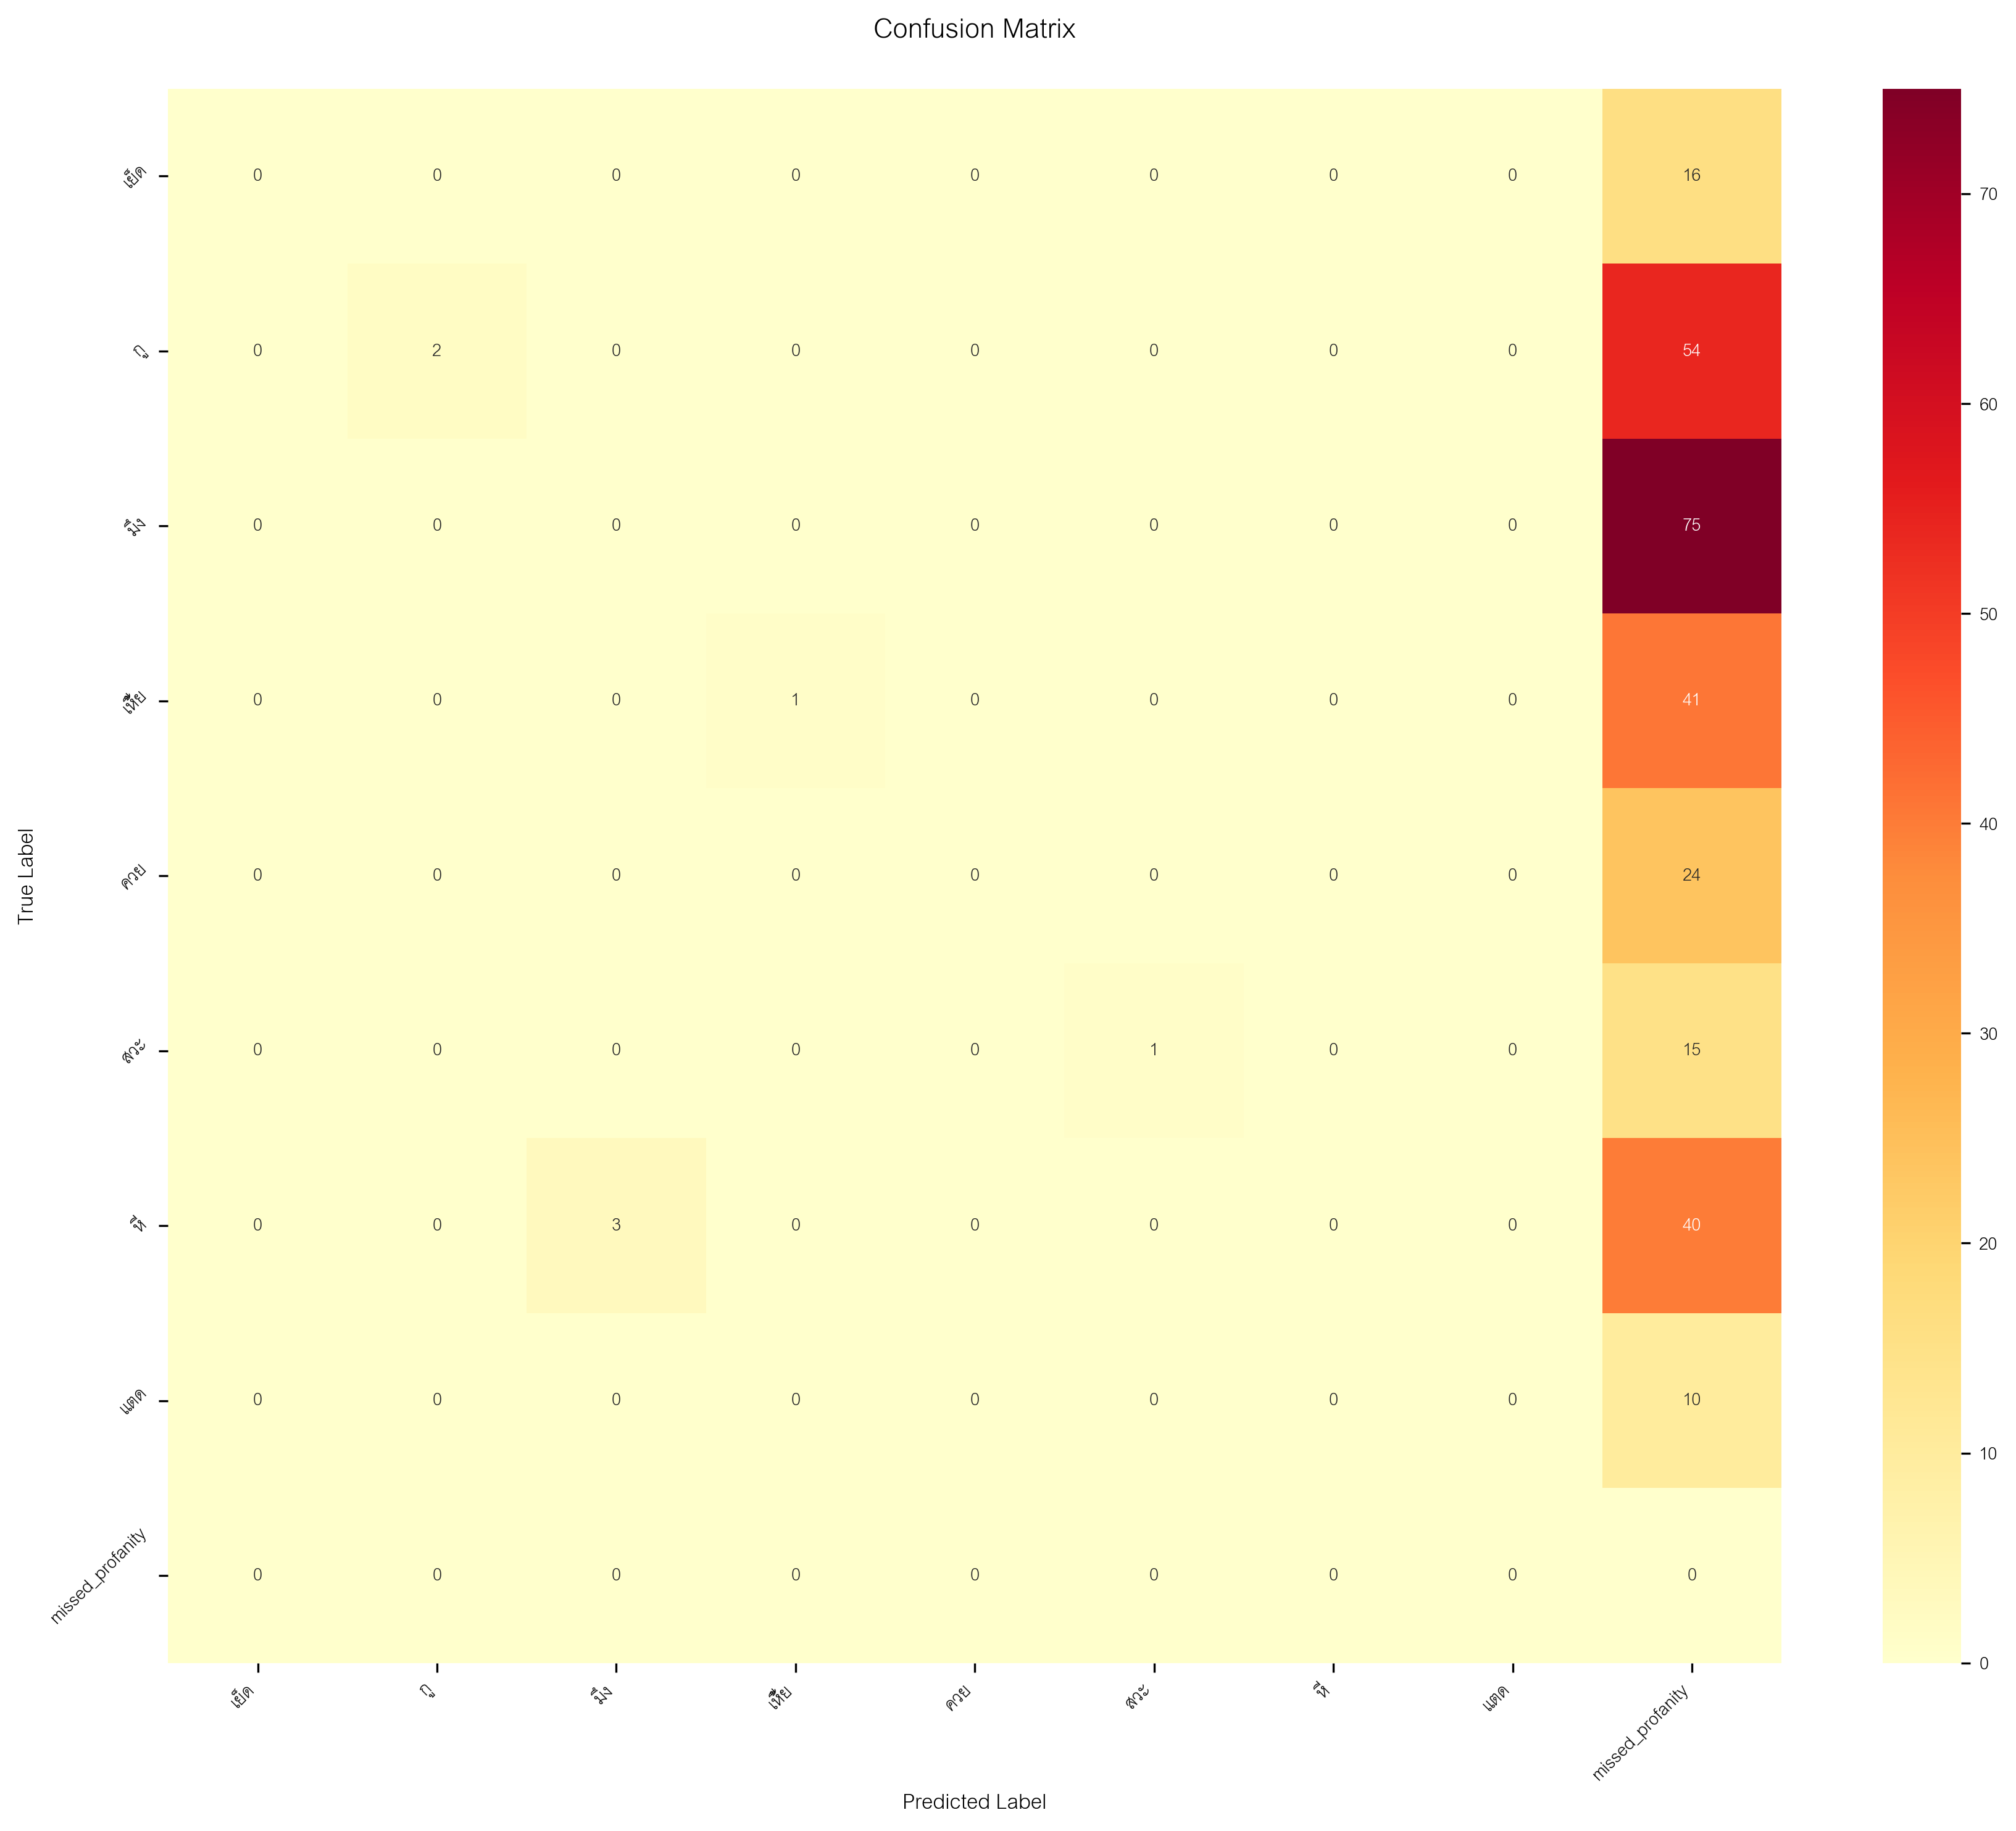 Confusion Matrix
True Label
เย็ด 0 0 0 0 0 0 0 0 16
กู 0 2 0 0 0 0 0 0 54
มึง 0 0 0 0 0 0 0 0 75
เหี้ย 0 0 0 1 0 0 0 0 41
ควย 0 0 0 0 0 0 0 0 24
สวะ 0 0 0 0 0 1 0 0 15
หี 0 0 3 0 0 0 0 0 40
แตด 0 0 0 0 0 0 0 0 10
missed_profanity 0 0 0 0 0 0 0 0 0
เย็ด กู มึง เหี้ย ควย สวะ หี แตด missed_profanity
Predicted Label
70
60
50
40
30
20
10
0